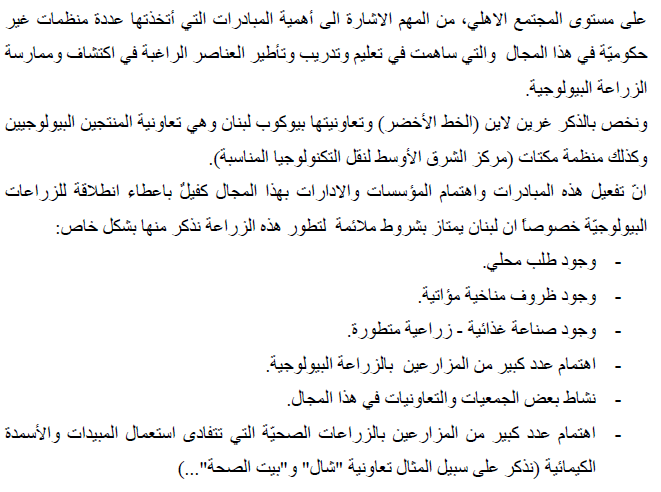 على مستوى المجتمع الاهلي، من المهم الاشارة الى أهمية المبادرات التي أتخذتها عددة منظمات غير
حكوميّة في هذا المجال والتي ساهمت في تعليم وتدريب وتأطير العناصر الراغبة في اكتشاف وممارسة
الزراعة البيولوجية.
ونخص بالذكر غرين لاين (الخط الأخضر) وتعاونيتها بيوكوب لبنان وهي تعاونية المنتجين البيولوجيين
وكذلك منظمة مكتات (مركز الشرق الأوسط لنقل التكنولوجيا المناسبة).
انّ تفعيل هذه المبادرات واهتمام المؤسسات والادارات بهذا المجال كفيلٌ باعطاء انطلاقة للزراعات
البيولوجيّة خصوصاً ان لبنان يمتاز بشروط ملائمة لتطور هذه الزراعة نذكر منها بشكل خاص:
- وجود طلب محلي.
- وجود ظروف مناخية مؤاتية.
- وجود صناعة غذائية - زراعية متطورة.
- اهتمام عدد كبير من المزارعين بالزراعة البيولوجية.
- نشاط بعض الجمعيات والتعاونيات في هذا المجال.
- اهتمام عدد كبير من المزارعين بالزراعات الصحيّة التي تتفادى استعمال المبيدات والأسمدة
الكيمائية (نذكر على سبيل المثال تعاونية "شال" و"بيت الصحة"...)